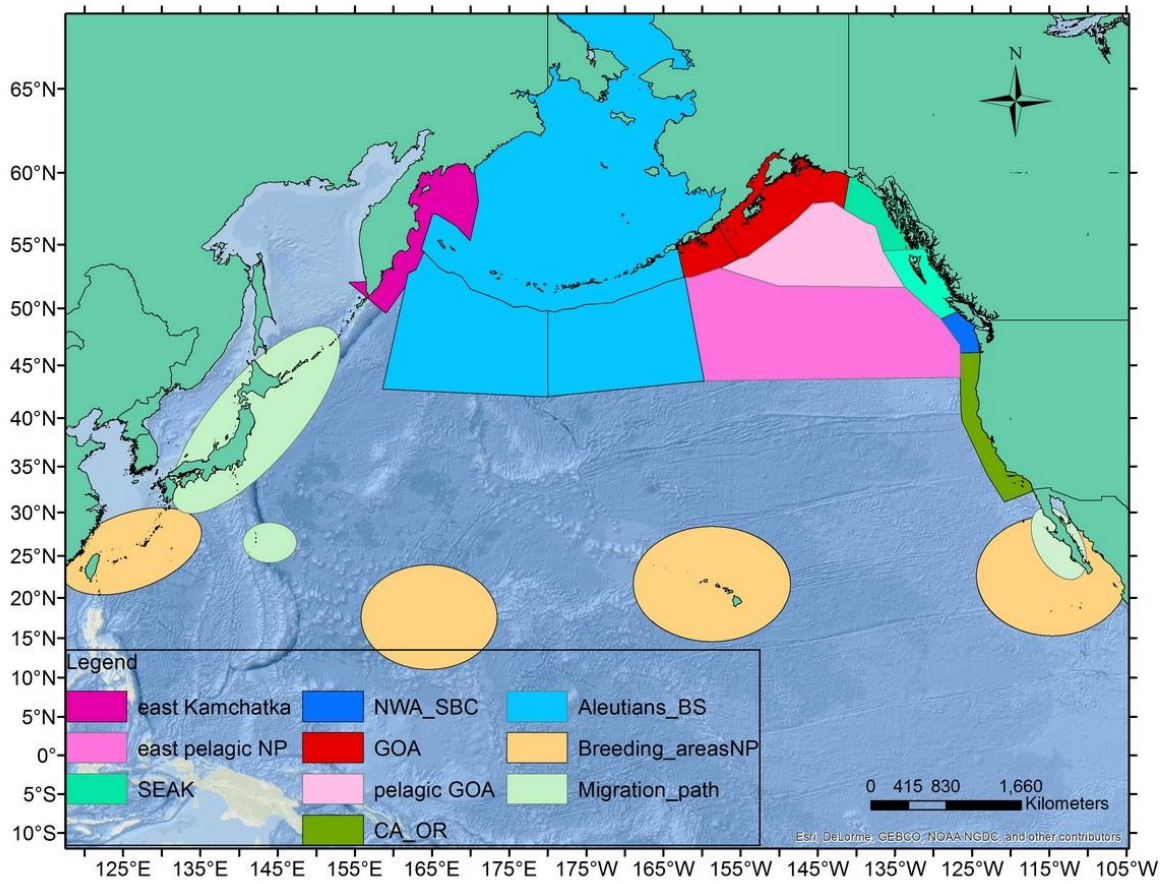 N
65°N
60°N
55°N
50°N
45°N
40°N
35°N
30°N
25°N
20°N
15°N
10°N
5°N
0°
5°S
10°S
Legend
east Kamchatka NWA_SBC Aleutians_BS
east pelagic NP GOA Breeding_areasNP
SEAK pelagic GOA Migration_path
CA_OR
0 415 830 1,660
Kilometers
Esri, DeLorme, GEBCO, NOAA NGDC, and other contributors
125°E 135°E 145°E 155°E 165°E 175°E 175°W 165°W 155°W 145°W 135°W 125°W 115°W 105°W